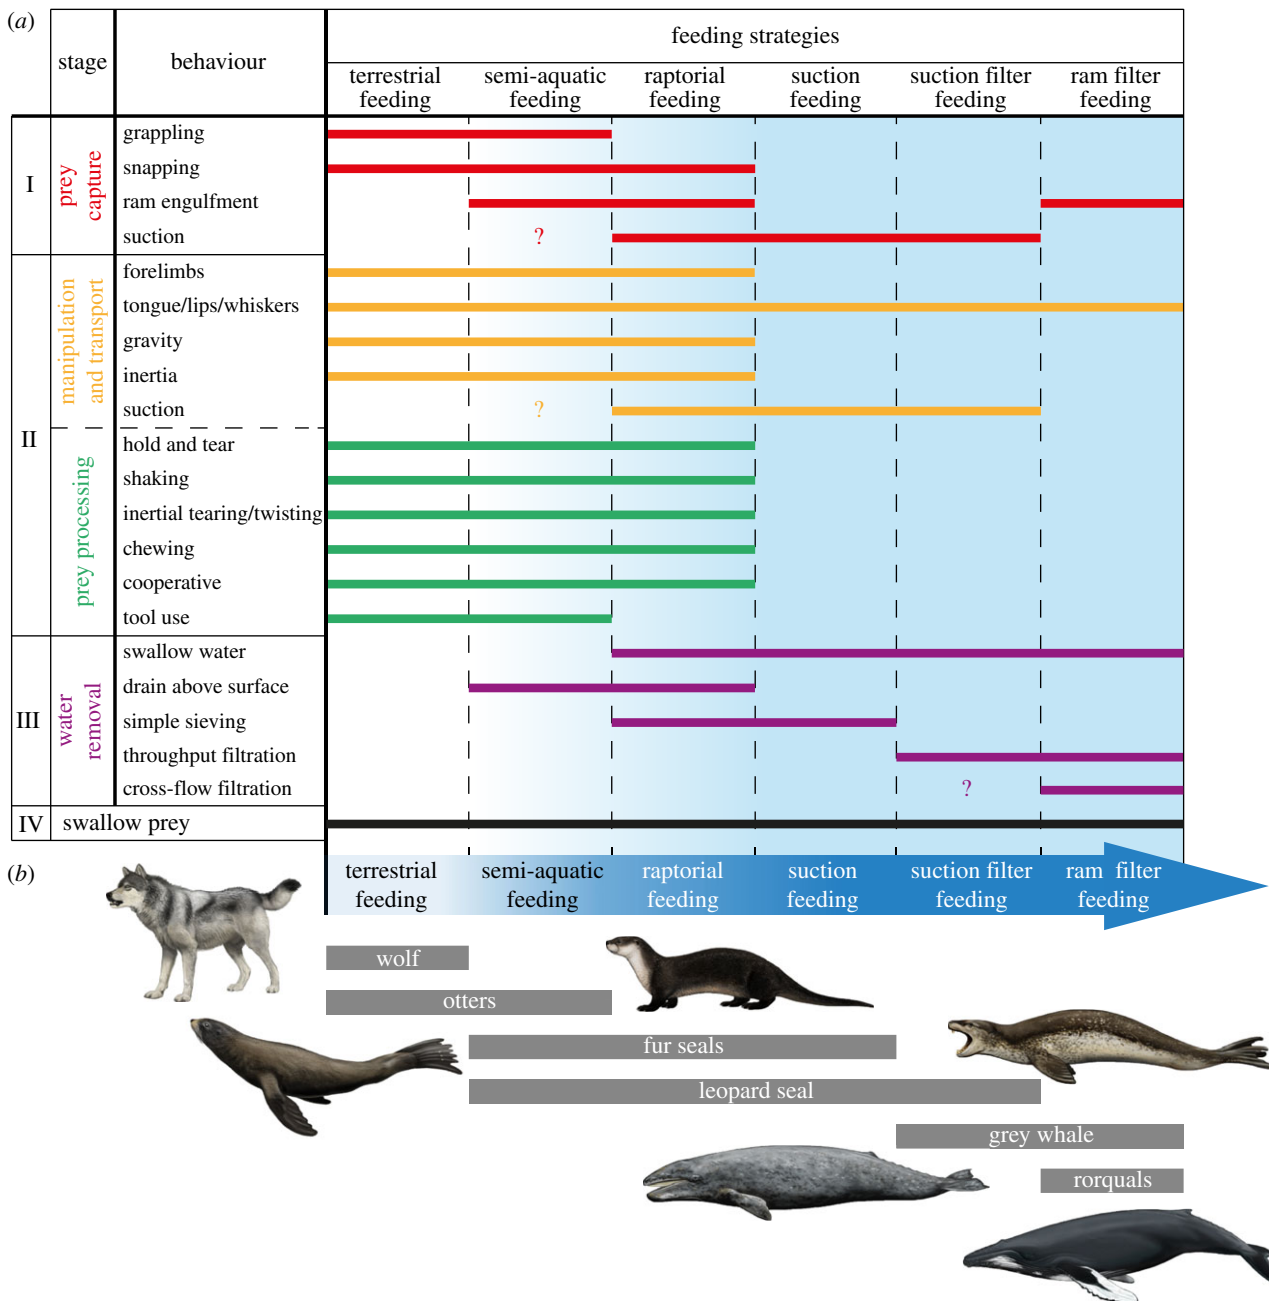 (a)
feeding strategies
stage behaviour
terrestrial feeding
semi-aquatic feeding
raptorial feeding
suction feeding
suction filter feeding
ram filter feeding
I
prey capture
grappling
snapping
ram engulfment
suction ?
II
manipulation and transport
forelimbs
tongue/lips/whiskers
gravity
inertia
suction ?
prey processing
hold and tear
shaking
inertial tearing/twisting
chewing
cooperative
tool use
III
water removal
swallow water
drain above surface
simple sieving
throughput filtration
cross-flow filtration ?
IV swallow prey
(b)
terrestrial feeding
semi-aquatic feeding
raptorial feeding
suction feeding
suction filter feeding
ram filter feeding
wolf
otters
fur seals
leopard seal
grey whale
rorquals